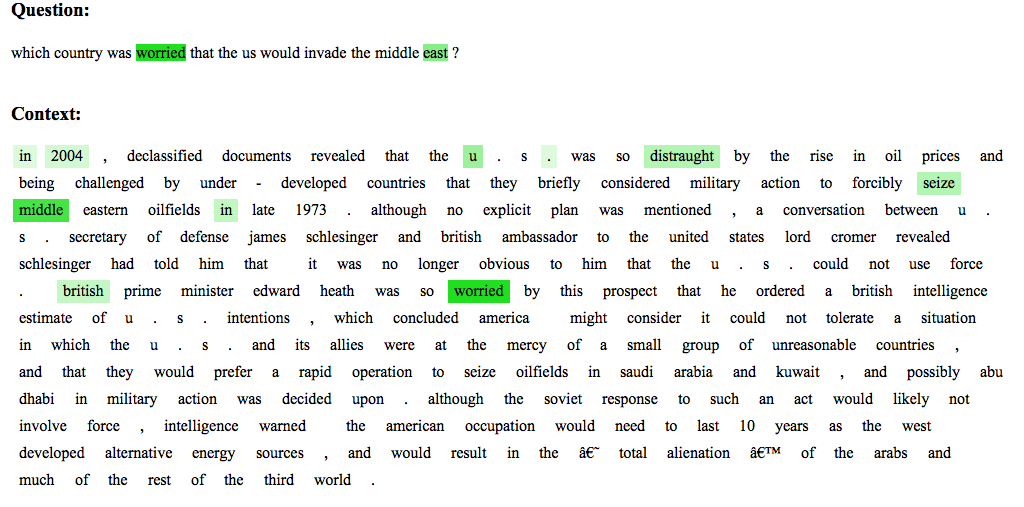 Question:
which country was worried that the us would invade the middle east ?
Context:
in 2004 , declassified documents revealed that the u . s . was so distraught by the rise in oil prices and
being challenged by under - developed countries that they briefly considered military action to forcibly seize
middle eastern oilfields in late 1973 . although no explicit plan was mentioned , a conversation between u .
s . secretary of defense james schlesinger and british ambassador to the united states lord cromer revealed
schlesinger had told him that it was no longer obvious to him that the u . s . could not use force
. british prime minister edward heath was so worried by this prospect that he ordered a british intelligence
estimate of u . s . intentions , which concluded america might consider it could not tolerate a situation
in which the u . s . and its allies were at the mercy of a small group of unreasonable countries ,
and that they would prefer a rapid operation to seize oilfields in saudi arabia and kuwait , and possibly abu
dhabi in military action was decided upon . although the soviet response to such an act would likely not
involve force , intelligence warned the american occupation would need to last 10 years as the west
developed alternative energy sources , and would result in the â€˜ total alienation â€™ of the arabs and
much of the rest of the third world .